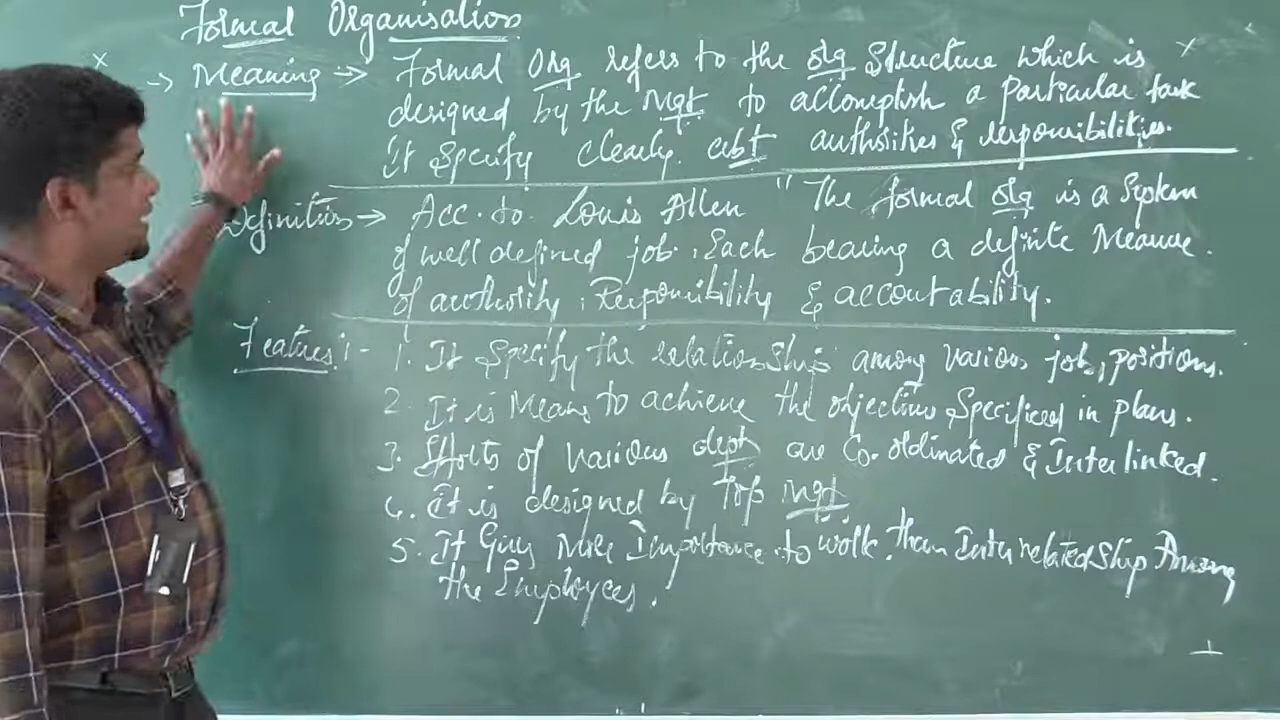 Formal Organisation
→ Meaning → Formal Org refers to the org structure which is
designed by the Mgt to accomplish a particular task
it specify clearly abt authorities & responsibilities.
Definition → Acc. to. Louis Allen "The formal org is a System
of well defined job, Each bearing a definite Measure.
of authority, Responsibility & accountability.
Features:- 1. It Specify the relationship among various job, positions.
2. It is Means to achieve the objectives Specified in plans.
3. Efforts of various dept are Co-ordinated & Interlinked.
4. It is designed by Top Mgt
5. It Gives More Importance to work. than Interrelationship Among
the Employees.